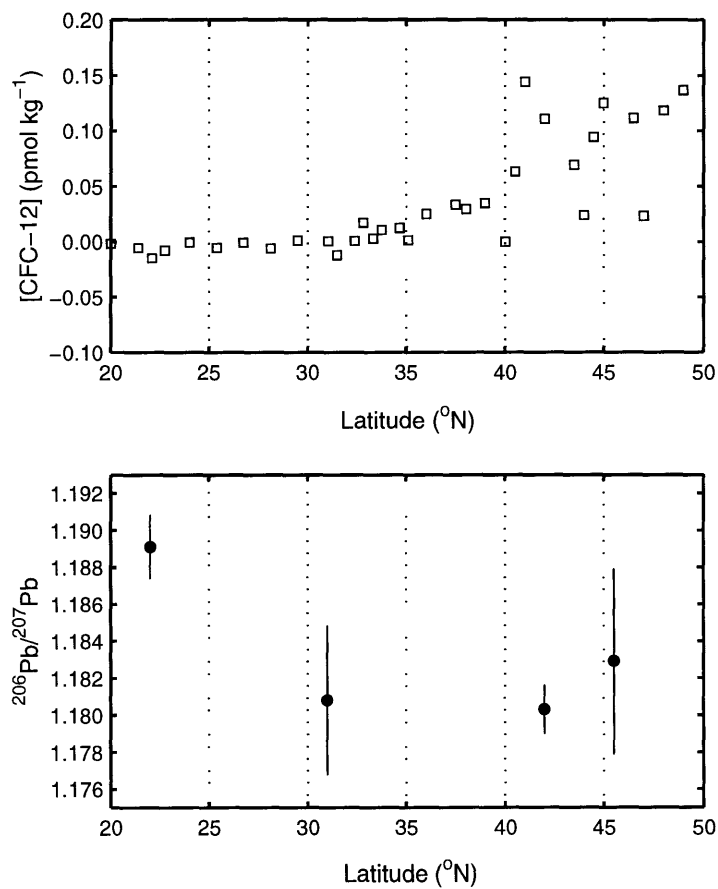 [CFC−12] (pmol kg⁻¹)
0.20
0.15
0.10
0.05
0.00
−0.05
−0.10
20 25 30 35 40 45 50
Latitude (°N)
²⁰⁶Pb/²⁰⁷Pb
1.192
1.190
1.188
1.186
1.184
1.182
1.180
1.178
1.176
20 25 30 35 40 45 50
Latitude (°N)